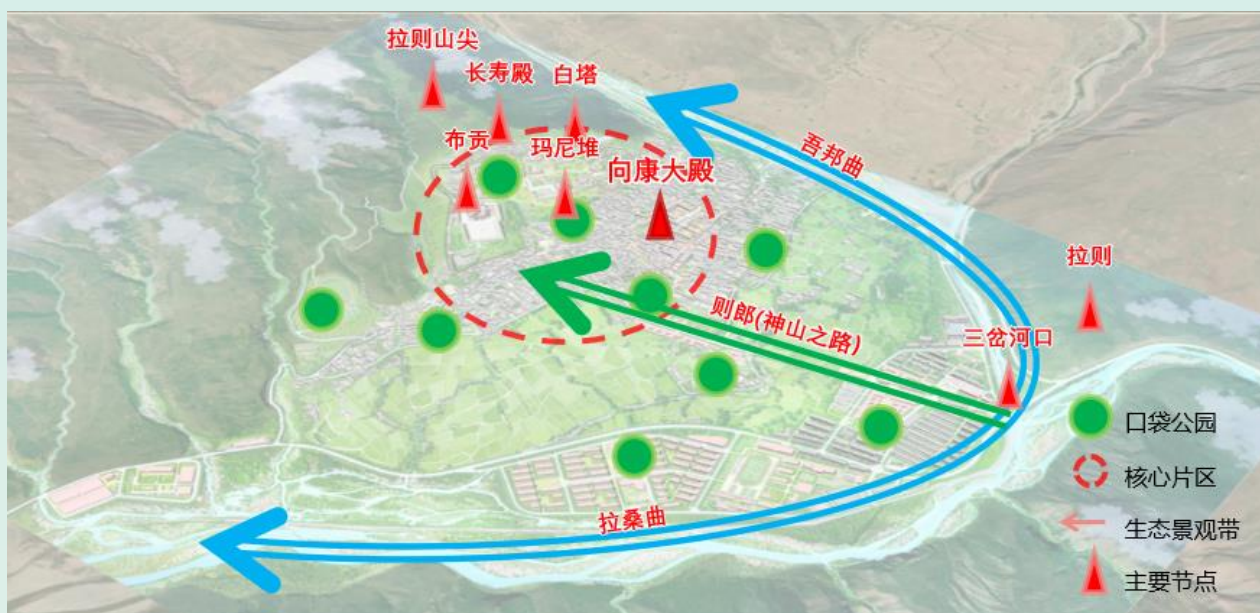 拉则山尖
长寿殿
白塔
布贡
玛尼堆
向康大殿
吾邦曲
拉则
则郎(神山之路)
三岔河口
拉桑曲
口袋公园
核心片区
生态景观带
主要节点